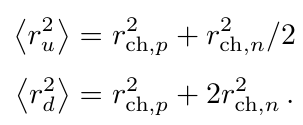 ⟨r_u^2⟩ = r_{ch,p}^2 + r_{ch,n}^2/2
⟨r_d^2⟩ = r_{ch,p}^2 + 2r_{ch,n}^2 .